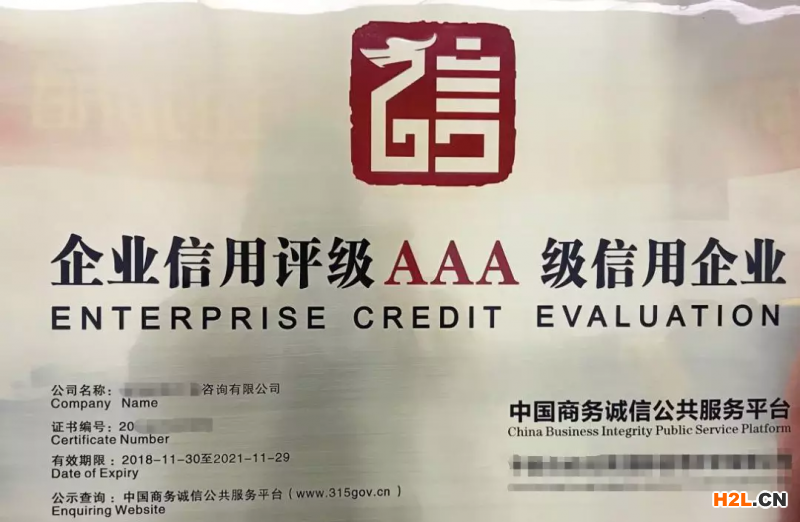 信
企业信用评级AAA 级信用企业
ENTERPRISE CREDIT EVALUATION
公司名称：咨询有限公司
Company Name
证书编号：20
Certificate Number
有效期限：2018-11-30至2021-11-29
Date of Expiry
公示查询：中国商务诚信公共服务平台（www.315gov.cn）
Enquiring Website
中国商务诚信公共服务平台
China Business Integrity Public Service Platform
H2L.CN